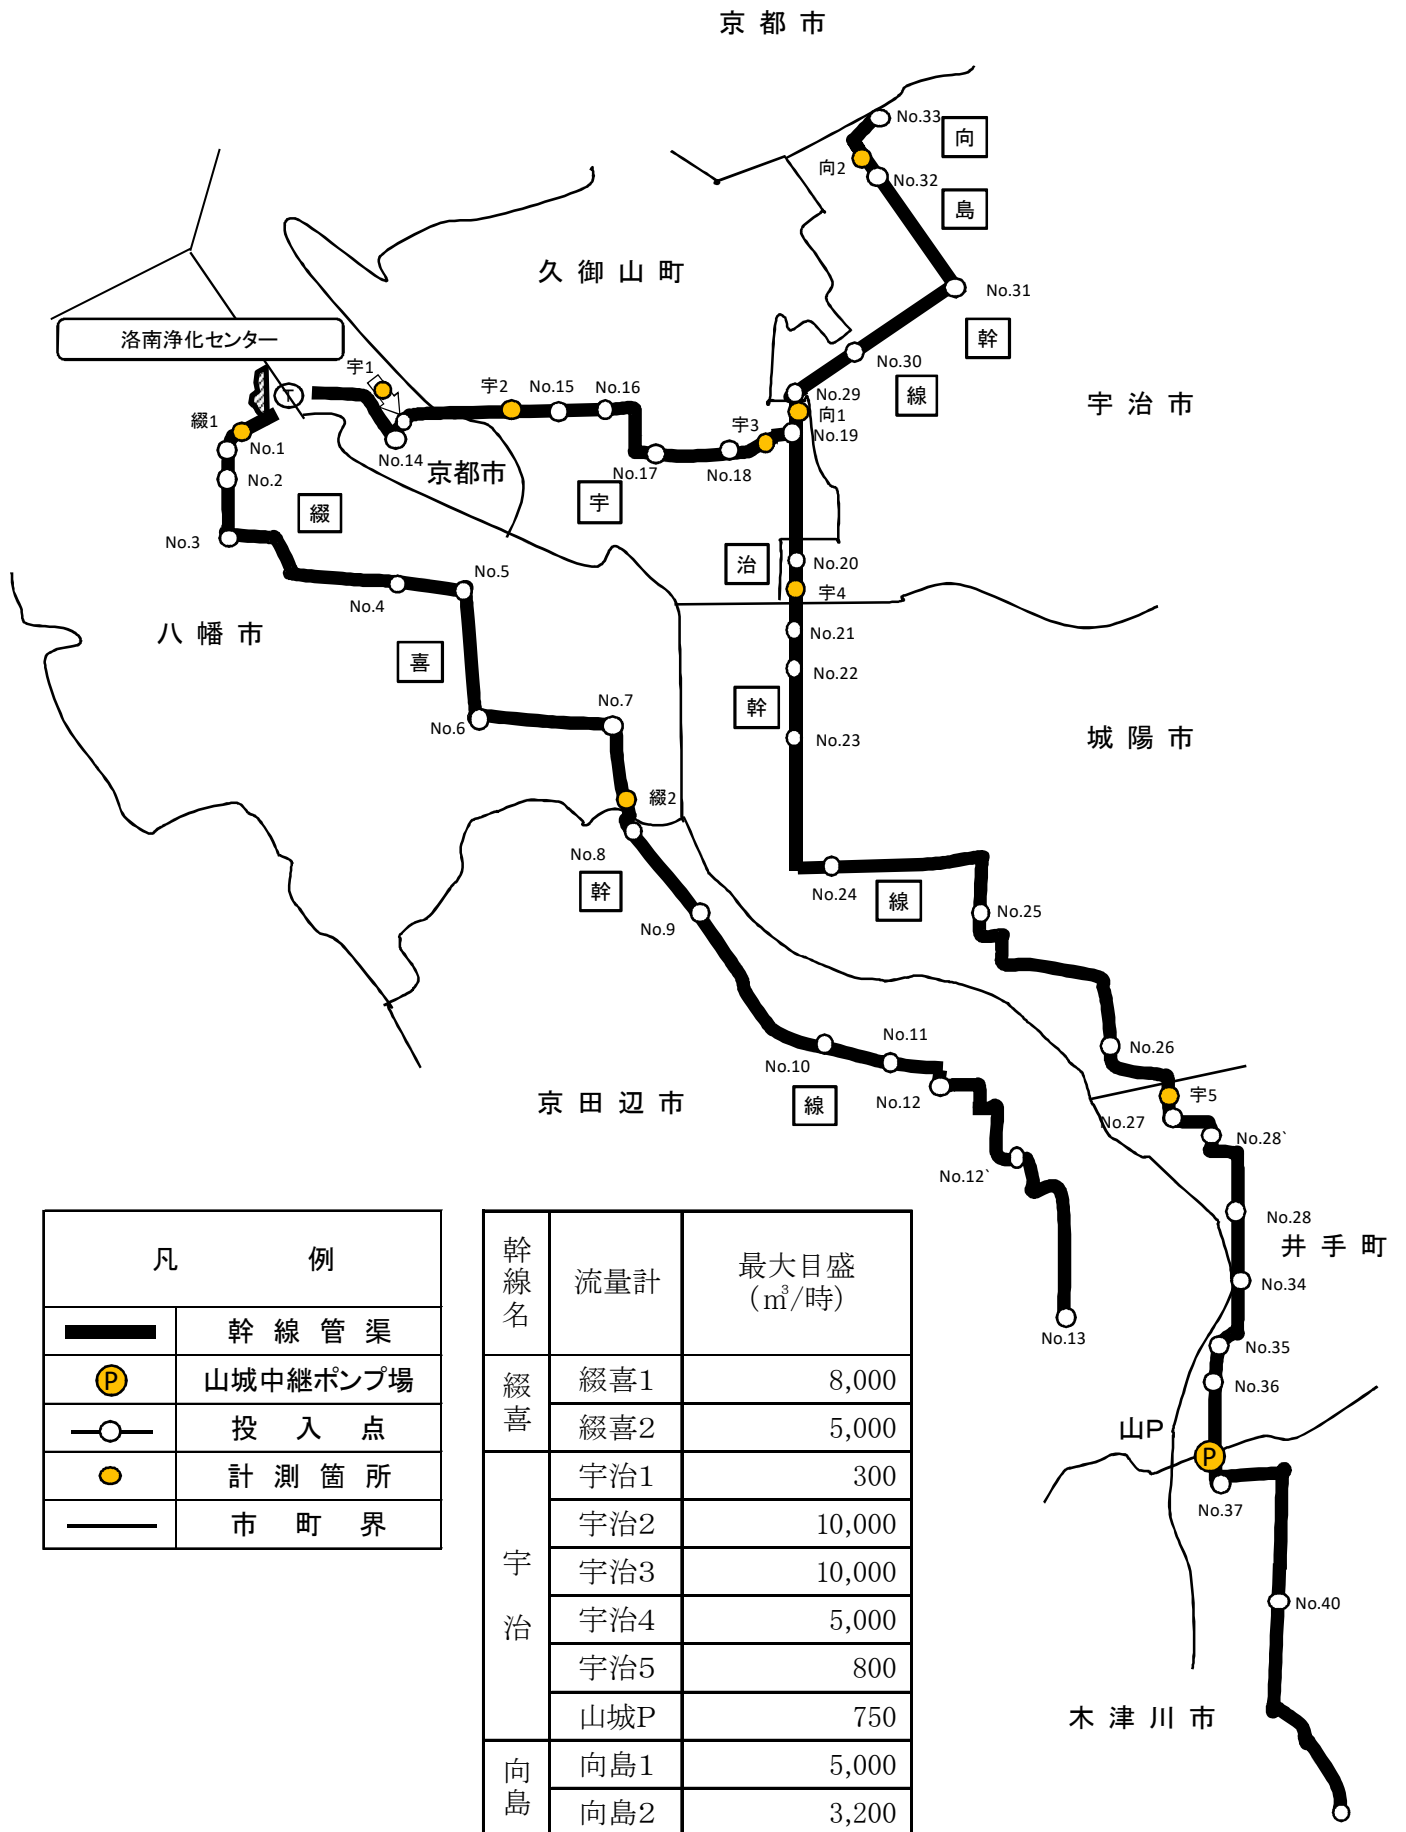 京 都 市
No.33
向
向2
No.32
島
久 御 山 町
No.31
洛南浄化センター
幹
No.30
宇1
線
宇2
No.15
No.16
No.29
宇 治 市
T
向1
綴1
宇3
No.19
No.1
No.14
京都市
No.17
No.18
No.2
宇
綴
No.3
治
No.20
No.5
宇4
No.4
八 幡 市
No.21
喜
No.22
No.7
幹
No.6
No.23
城 陽 市
綴2
No.8
幹
No.24
線
No.25
No.9
No.11
No.26
No.10
京 田 辺 市
線
No.12
宇5
No.27
No.28`
No.12`
No.28
井 手 町
No.34
No.13
No.35
No.36
山P
P
No.37
No.40
木 津 川 市
凡 例
幹 線 管 渠
P 山城中継ポンプ場
投 入 点
計 測 箇 所
市 町 界
幹線名 流量計 最大目盛
(㎥/時)
綴喜 綴喜1 8,000
綴喜2 5,000
宇治 宇治1 300
宇治2 10,000
宇治3 10,000
宇治4 5,000
宇治5 800
山城P 750
向島 向島1 5,000
向島2 3,200